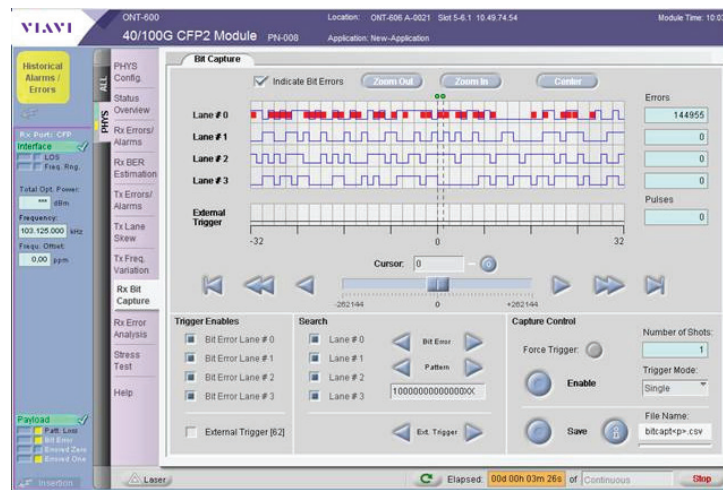 VIAVI
ONT-600
40/100G CFP2 Module PN-008
Location: ONT-606 A-0021 Slot 5-6.1 10.49.74.54
Application: New-Application
Module Time: 10:03
Historical
Alarms /
Errors
Rx Port: CFP
Interface
LOS
Freq. Rng.
Total Opt. Power:
*** dBm
Frequency:
103.125.000 kHz
Frequ. Offset:
0,00 ppm
Payload
Patt. Loss
Bit Error
Errored Zero
Errored One
Insertion
ALL
PHYS
PHYS
Config.
Status
Overview
Rx Errors/
Alarms
Rx BER
Estimation
Tx Errors/
Alarms
Tx Lane
Skew
Tx Freq.
Variation
Rx Bit
Capture
Rx Error
Analysis
Stress
Test
Help
Bit Capture
Indicate Bit Errors
Zoom Out
Zoom In
Center
Lane # 0
Lane # 1
Lane # 2
Lane # 3
External
Trigger
-32
0
32
Errors
144955
0
0
0
Pulses
0
Cursor: 0
-262144
0
+262144
Trigger Enables
Bit Error Lane # 0
Bit Error Lane # 1
Bit Error Lane # 2
Bit Error Lane # 3
External Trigger [62]
Search
Lane # 0
Lane # 1
Lane # 2
Lane # 3
Bit Error
Pattern
10000000000000XX
Ext. Trigger
Capture Control
Force Trigger:
Enable
Save
Number of Shots:
1
Trigger Mode:
Single
File Name:
bitcapt<p>.csv
Laser
Elapsed: 00d 00h 03m 26s of Continuous
Stop